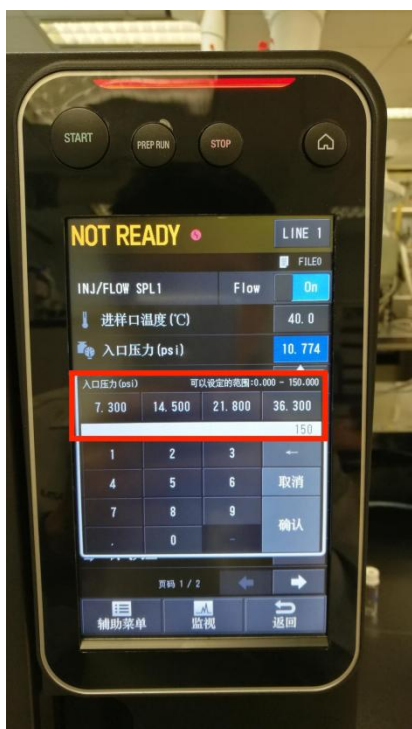 START PREP RUN STOP
NOT READY LINE 1
FILE0
INJ/FLOW SPL1 Flow On
进样口温度(℃) 40.0
入口压力(psi) 10.774
入口压力(psi) 可以设定的范围:0.000 - 150.000
7.300 14.500 21.800 36.300
150
1 2 3 ←
4 5 6 取消
7 8 9 确认
. 0 -
页码 1 / 2
辅助菜单 监视 返回